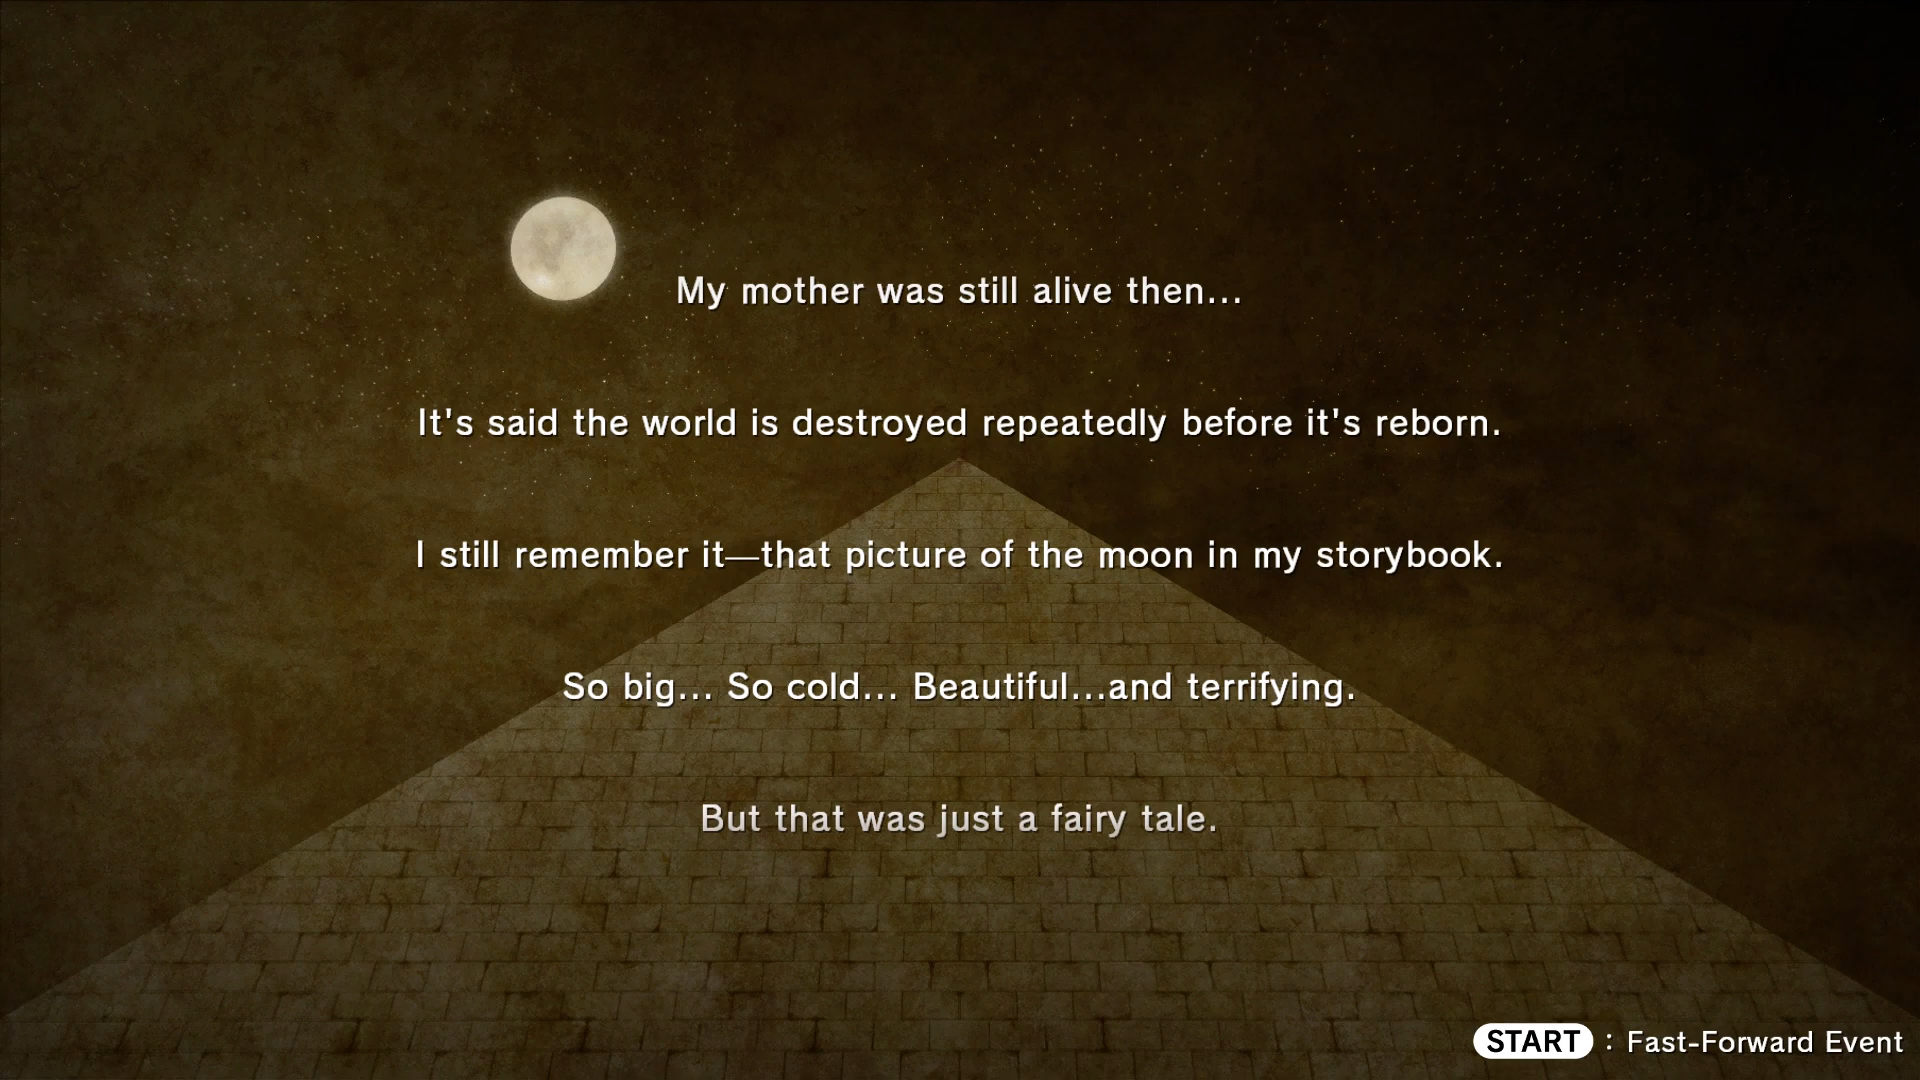 My mother was still alive then...
It's said the world is destroyed repeatedly before it's reborn.
I still remember it—that picture of the moon in my storybook.
So big... So cold... Beautiful...and terrifying.
But that was just a fairy tale.
START : Fast-Forward Event